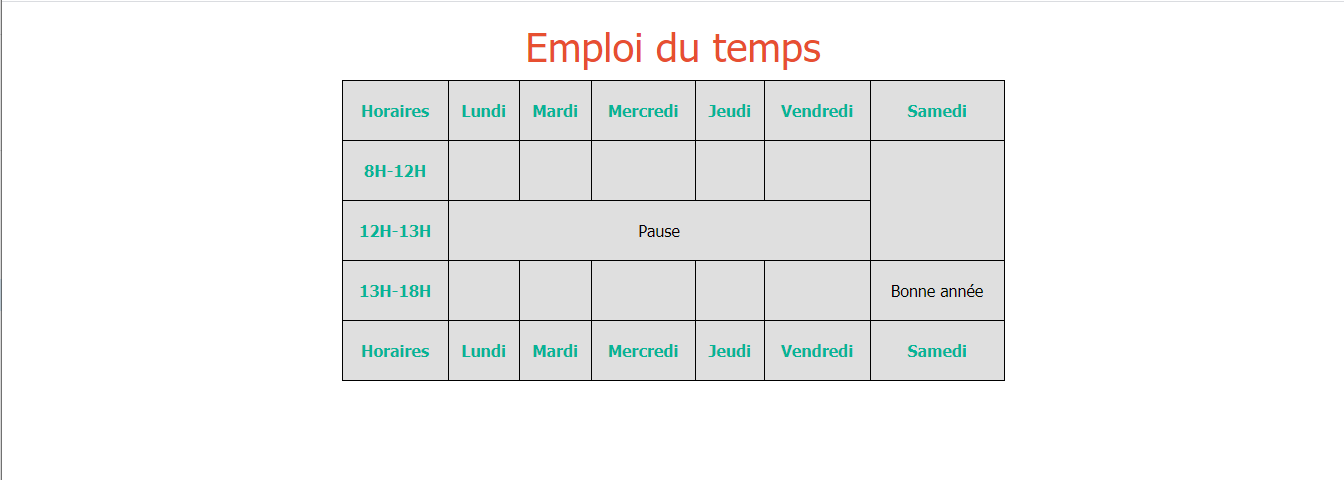 Emploi du temps
Horaires Lundi Mardi Mercredi Jeudi Vendredi Samedi
8H-12H
12H-13H Pause
13H-18H Bonne année
Horaires Lundi Mardi Mercredi Jeudi Vendredi Samedi